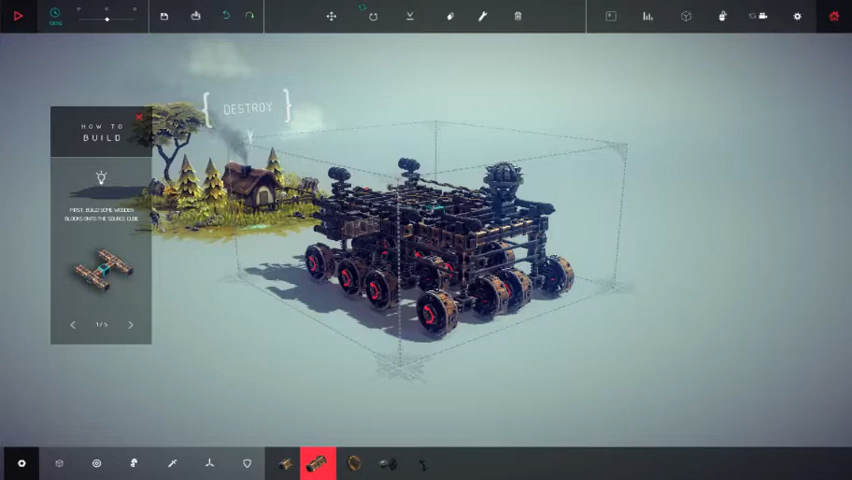 DESTROY
HOW TO
BUILD
FIRST, BUILD SOME WOODEN
BLOCKS ONTO THE SOURCE CUBE
1/5